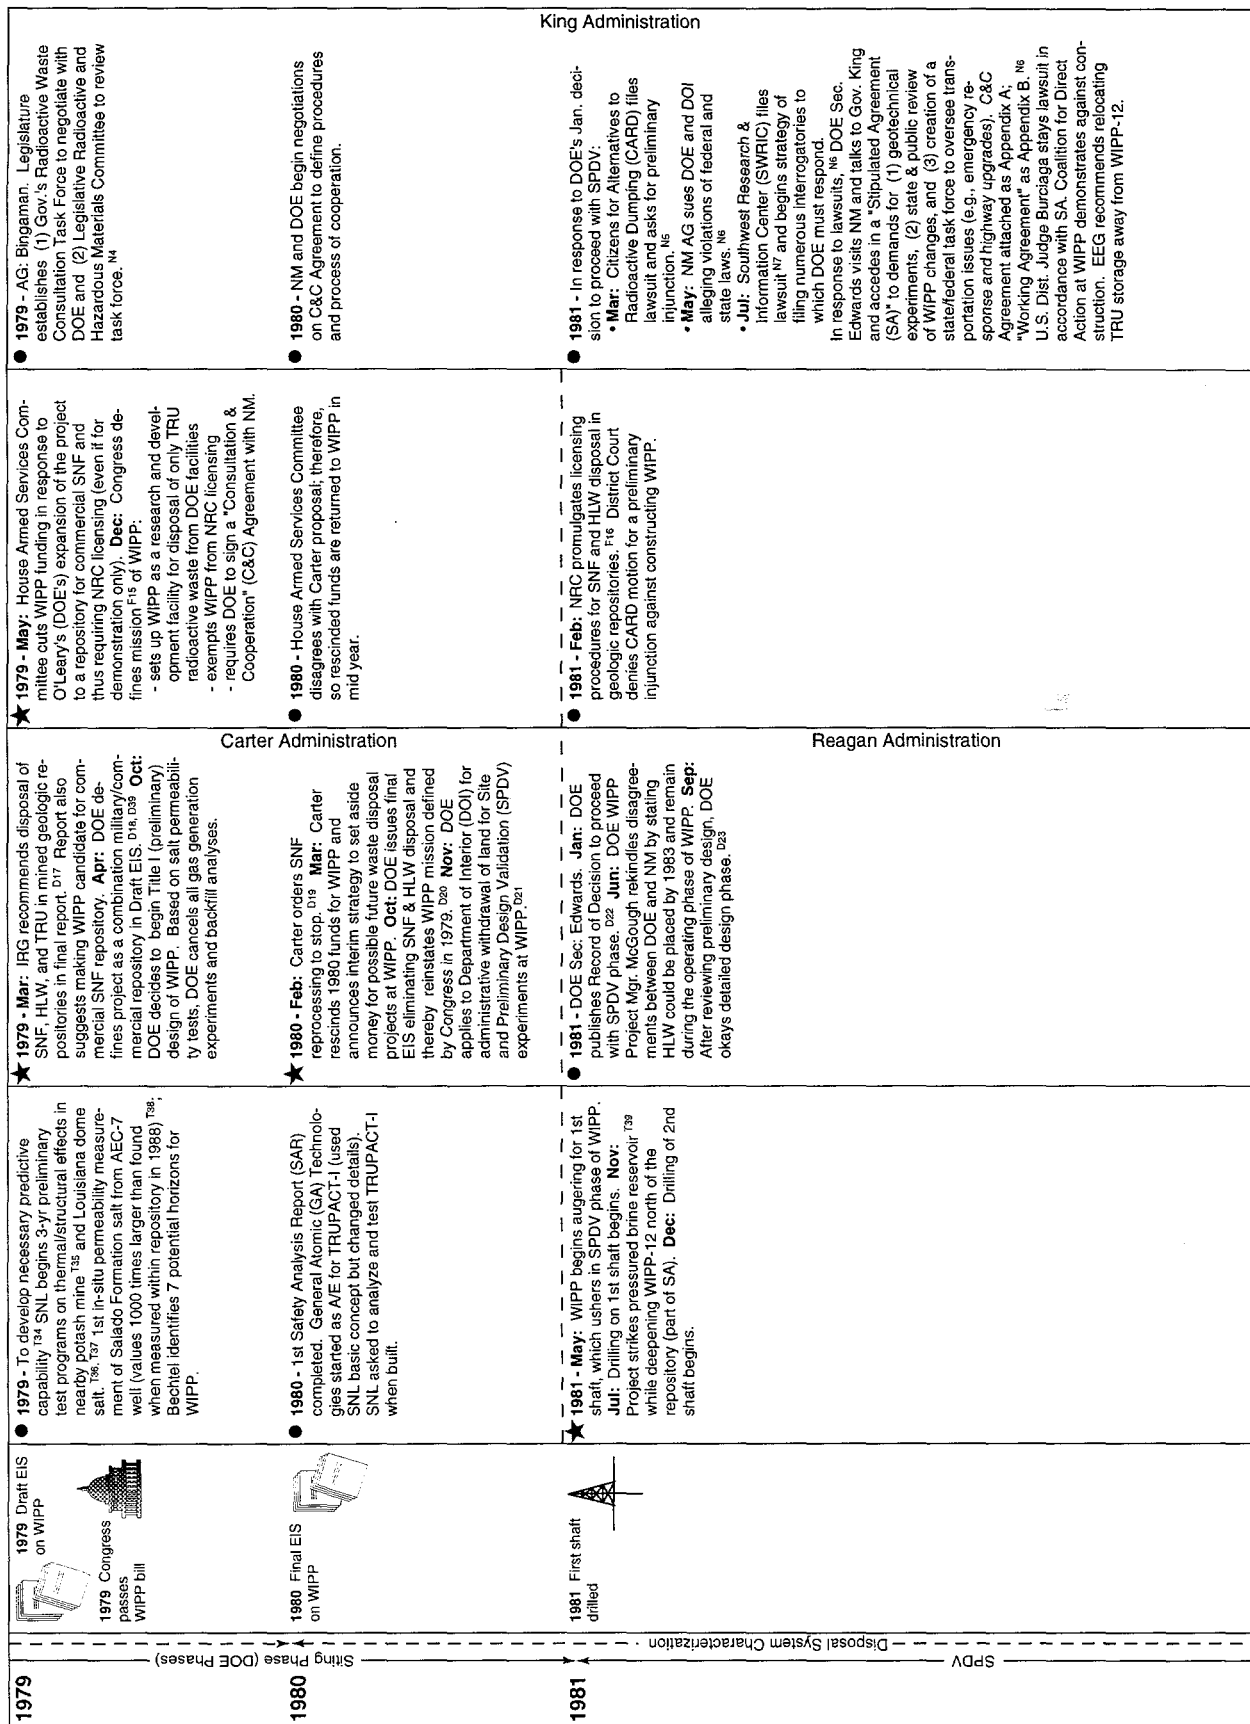 1979
Siting Phase (DOE Phases)
1979 Draft EIS
on WIPP
1979 Congress
passes
WIPP bill
● 1979 - To develop necessary predictive
capability T34 SNL begins 3-yr preliminary
test programs on thermal/structural effects in
nearby potash mine T35 and Louisiana dome
salt. T36, T37 1st in-situ permeability measure-
ment of Salado Formation salt from AEC-7
well (values 1000 times larger than found
when measured within repository in 1988) T38;
Bechtel identifies 7 potential horizons for
WIPP.
★ 1979 - Mar: IRG recommends disposal of
SNF, HLW, and TRU in mined geologic re-
positories in final report. D17 Report also
suggests making WIPP candidate for com-
mercial SNF repository. Apr: DOE de-
fines project as a combination military/com-
mercial repository in Draft EIS. D18, D39 Oct:
DOE decides to begin Title I (preliminary)
design of WIPP. Based on salt permeabili-
ty tests, DOE cancels all gas generation
experiments and backfill analyses.
Carter Administration
★ 1979 - May: House Armed Services Com-
mittee cuts WIPP funding in response to
O'Leary's (DOE's) expansion of the project
to a repository for commercial SNF and
thus requiring NRC licensing (even if for
demonstration only). Dec: Congress de-
fines mission F15 of WIPP:
- sets up WIPP as a research and devel-
opment facility for disposal of only TRU
radioactive waste from DOE facilities
- exempts WIPP from NRC licensing
- requires DOE to sign a "Consultation &
Cooperation" (C&C) Agreement with NM.
● 1979 - AG: Bingaman. Legislature
establishes (1) Gov.'s Radioactive Waste
Consultation Task Force to negotiate with
DOE and (2) Legislative Radioactive and
Hazardous Materials Committee to review
task force. N4
King Administration
1980
Disposal System Characterization
1980 Final EIS
on WIPP
● 1980 - 1st Safety Analysis Report (SAR)
completed. General Atomic (GA) Technolo-
gies started as A/E for TRUPACT-I (used
SNL basic concept but changed details).
SNL asked to analyze and test TRUPACT-I
when built.
★ 1980 - Feb: Carter orders SNF
reprocessing to stop. D19 Mar: Carter
rescinds 1980 funds for WIPP and
announces interim strategy to set aside
money for possible future waste disposal
projects at WIPP. Oct: DOE issues final
EIS eliminating SNF & HLW disposal and
thereby reinstates WIPP mission defined
by Congress in 1979. D20 Nov: DOE
applies to Department of Interior (DOI) for
administrative withdrawal of land for Site
and Preliminary Design Validation (SPDV)
experiments at WIPP. D21
● 1980 - House Armed Services Committee
disagrees with Carter proposal; therefore,
so rescinded funds are returned to WIPP in
mid year.
● 1980 - NM and DOE begin negotiations
on C&C Agreement to define procedures
and process of cooperation.
1981
SPDV
1981 First shaft
drilled
★ 1981 - May: WIPP begins augering for 1st
shaft, which ushers in SPDV phase of WIPP.
Jul: Drilling on 1st shaft begins. Nov:
Project strikes pressured brine reservoir T39
while deepening WIPP-12 north of the
repository (part of SA). Dec: Drilling of 2nd
shaft begins.
● 1981 - DOE Sec: Edwards. Jan: DOE
publishes Record of Decision to proceed
with SPDV phase. D22 Jun: DOE WIPP
Project Mgr. McGough rekindles disagree-
ments between DOE and NM by stating
HLW could be placed by 1983 and remain
during the operating phase of WIPP. Sep:
After reviewing preliminary design, DOE
okays detailed design phase. D23
Reagan Administration
● 1981 - Feb: NRC promulgates licensing
procedures for SNF and HLW disposal in
geologic repositories. F16 District Court
denies CARD motion for a preliminary
injunction against constructing WIPP.
● 1981 - In response to DOE's Jan. deci-
sion to proceed with SPDV:
• Mar: Citizens for Alternatives to
Radioactive Dumping (CARD) files
lawsuit and asks for preliminary
injunction. N5
• May: NM AG sues DOE and DOI
alleging violations of federal and
state laws. N6
• Jul: Southwest Research &
Information Center (SWRIC) files
lawsuit N7 and begins strategy of
filing numerous interrogatories to
which DOE must respond.
In response to lawsuits, N6 DOE Sec.
Edwards visits NM and talks to Gov. King
and accedes in a "Stipulated Agreement
(SA)" to demands for (1) geotechnical
experiments, (2) state & public review
of WIPP changes, and (3) creation of a
state/federal task force to oversee trans-
portation issues (e.g., emergency re-
sponse and highway upgrades). C&C
Agreement attached as Appendix A;
"Working Agreement" as Appendix B. N6
U.S. Dist. Judge Burciaga stays lawsuit in
accordance with SA. Coalition for Direct
Action at WIPP demonstrates against con-
struction. EEG recommends relocating
TRU storage away from WIPP-12.